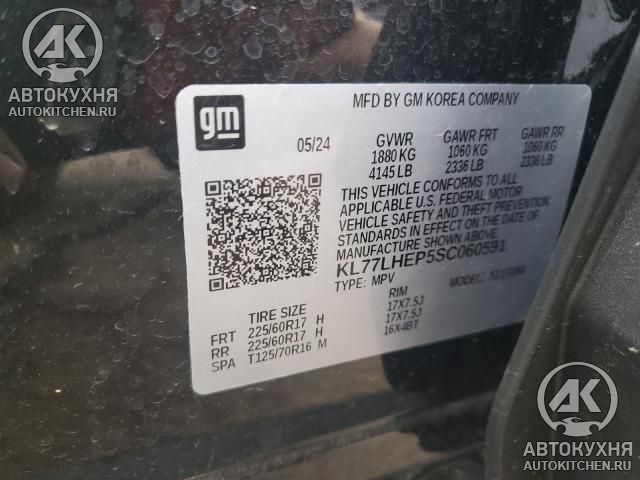 AK
АВТОКУХНЯ
AUTOKITCHEN.RU
gm
MFD BY GM KOREA COMPANY
05/24
GVWR GAWR FRT GAWR RR
1880 KG 1060 KG 1060 KG
4145 LB 2336 LB 2336 LB
THIS VEHICLE CONFORMS TO ALL
APPLICABLE U.S. FEDERAL MOTOR
VEHICLE SAFETY AND THEFT PREVENTION
STANDARDS IN EFFECT ON THE DATE OF
MANUFACTURE SHOWN ABOVE.
KL77LHEP5SC060591
TYPE: MPV
TIRE SIZE RIM
FRT 225/60R17 H 17X7.5J
RR 225/60R17 H 17X7.5J
SPA T125/70R16 M 16X4BT
AK
АВТОКУХНЯ
AUTOKITCHEN.RU